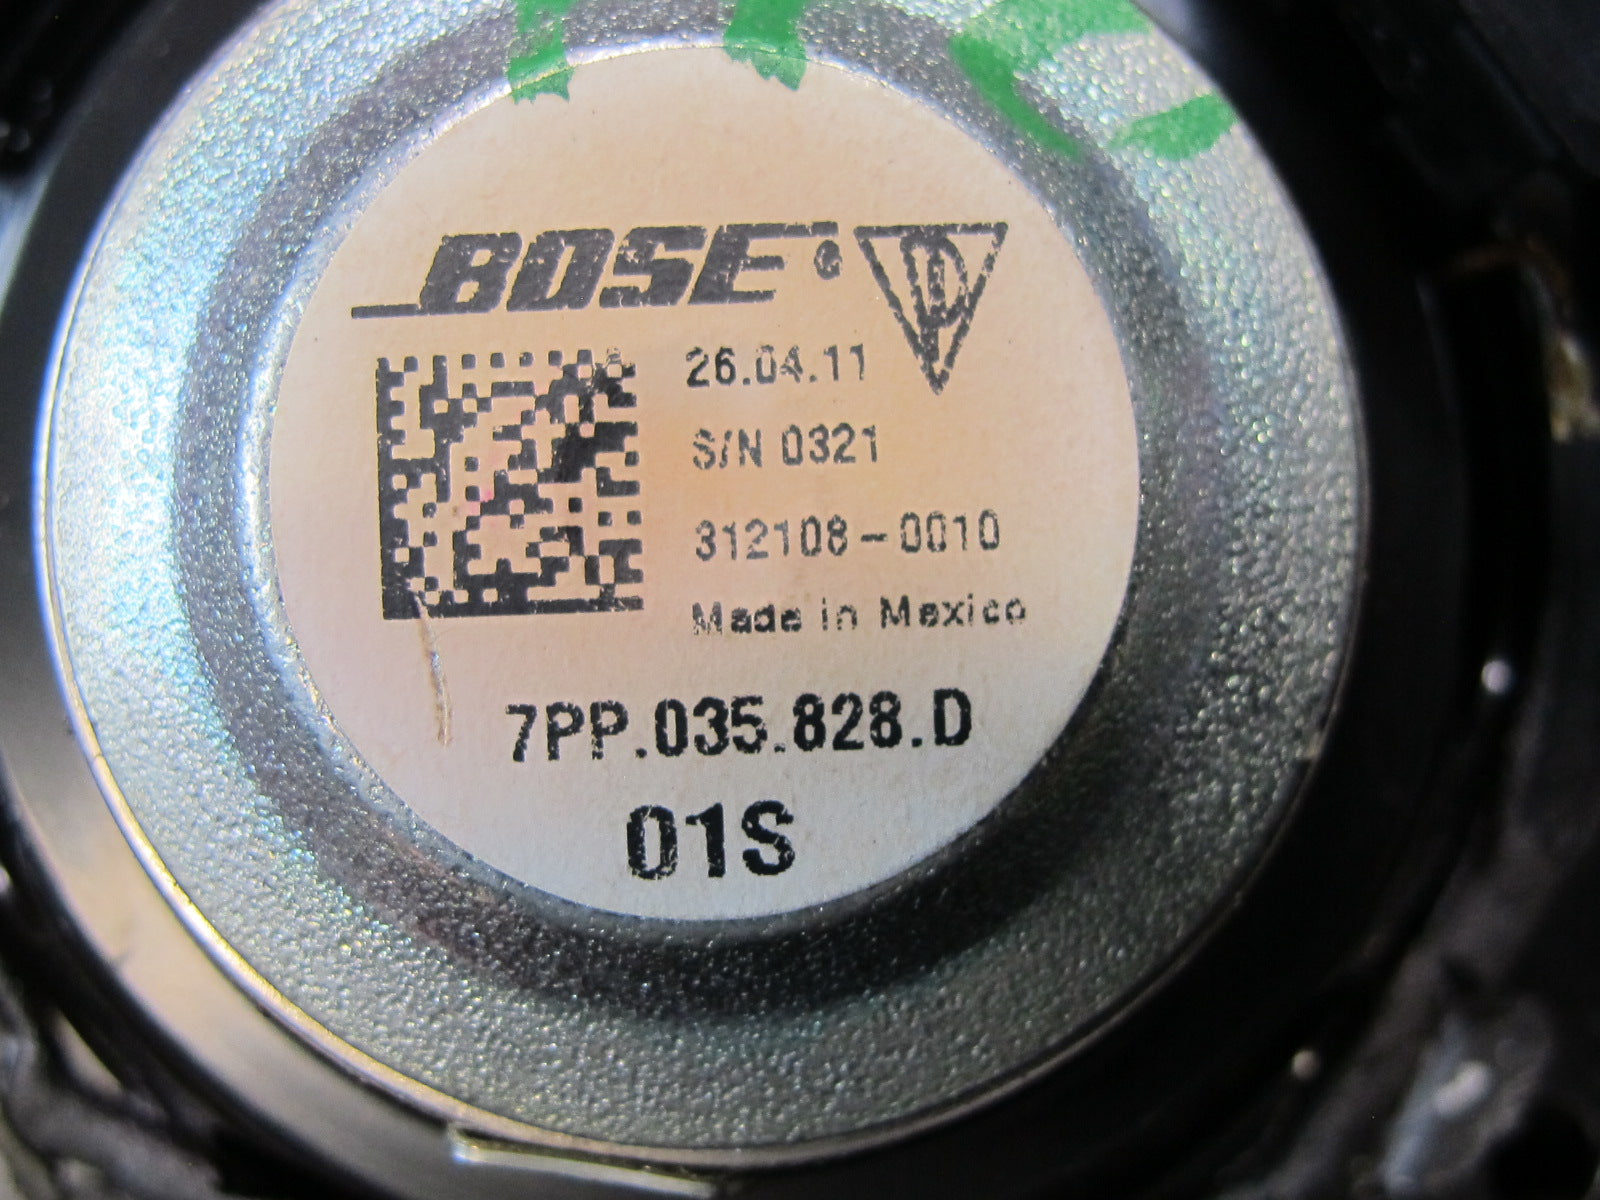 BOSE®
26.04.11
S/N 0321
312108-0010
Made in Mexico
7PP.035.828.D
01S